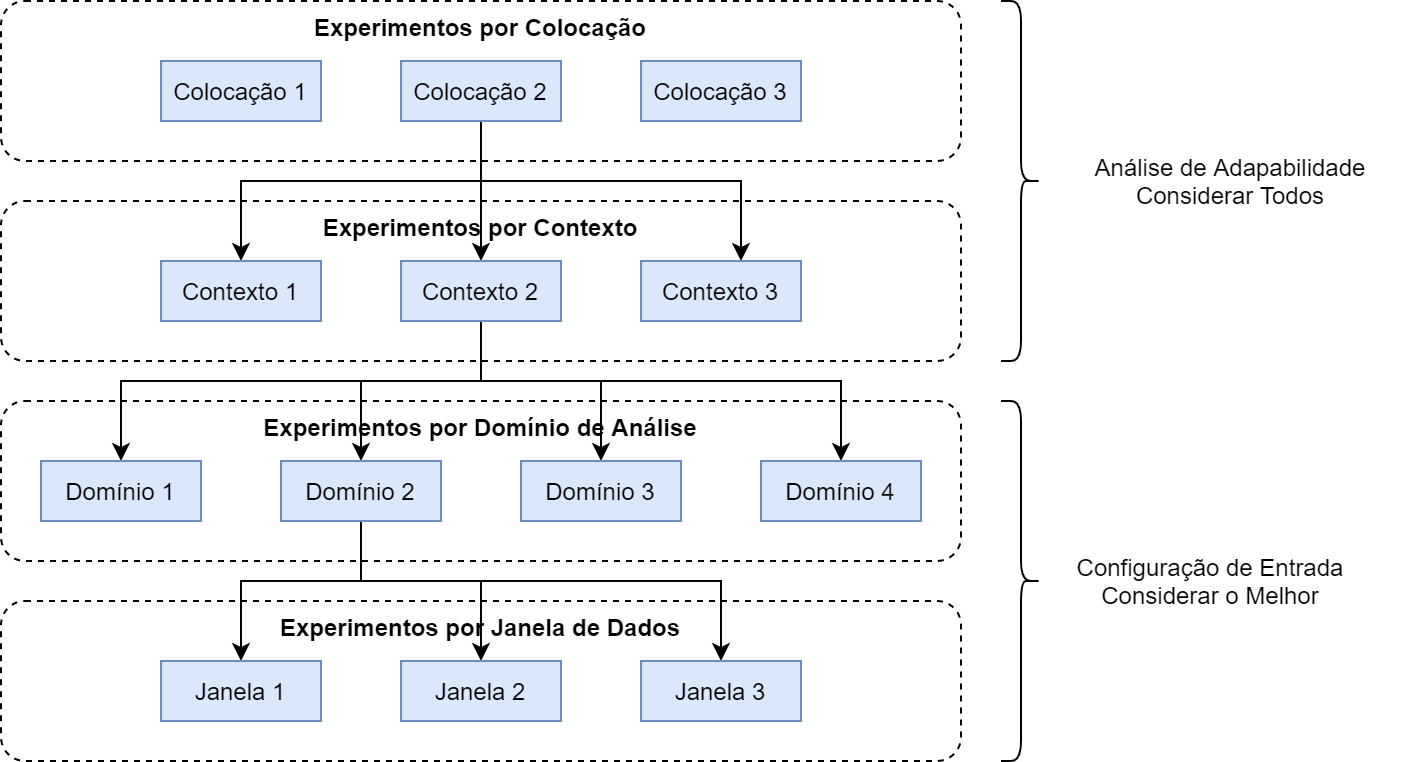 Experimentos por Colocação
Colocação 1
Colocação 2
Colocação 3
Análise de Adapabilidade
Considerar Todos
Experimentos por Contexto
Contexto 1
Contexto 2
Contexto 3
Experimentos por Domínio de Análise
Domínio 1
Domínio 2
Domínio 3
Domínio 4
Configuração de Entrada
Considerar o Melhor
Experimentos por Janela de Dados
Janela 1
Janela 2
Janela 3